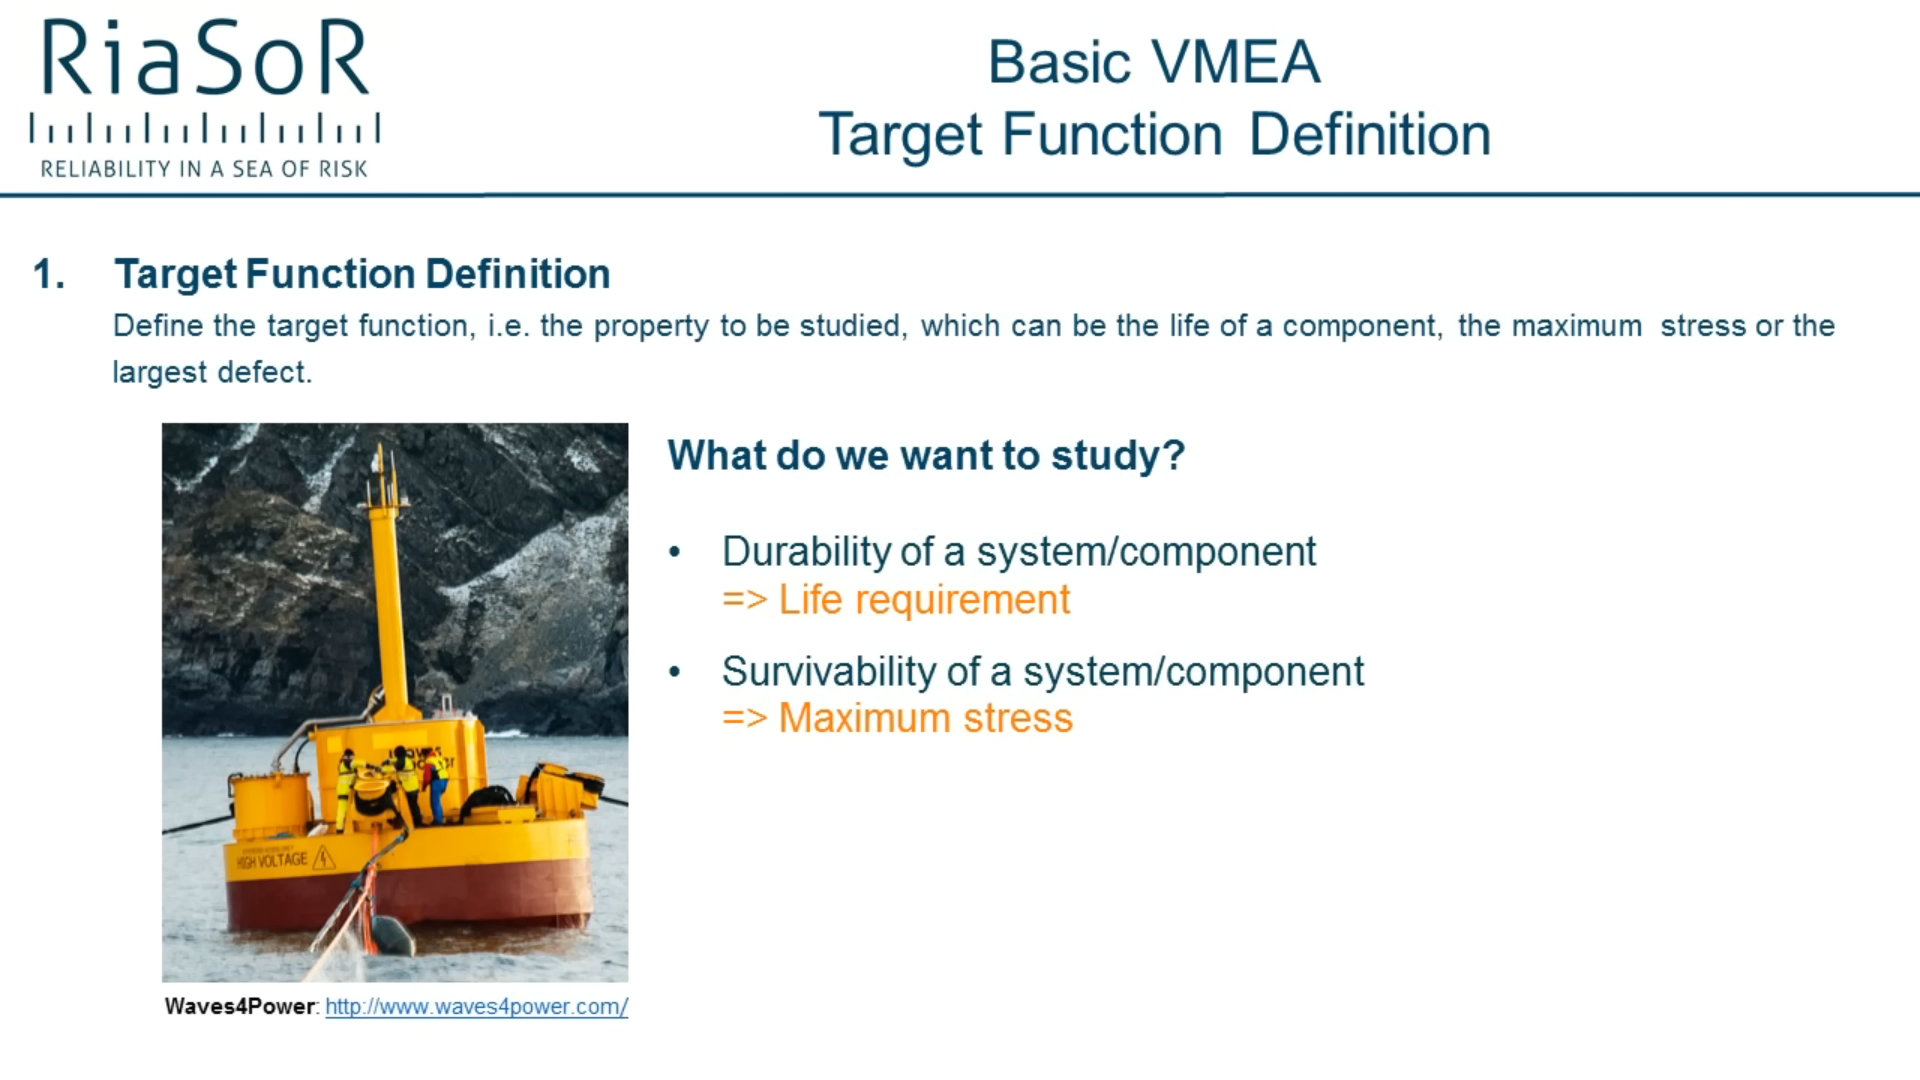 RiaSoR
RELIABILITY IN A SEA OF RISK
Basic VMEA
Target Function Definition
1. Target Function Definition
Define the target function, i.e. the property to be studied, which can be the life of a component, the maximum stress or the
largest defect.
What do we want to study?
• Durability of a system/component
=> Life requirement
• Survivability of a system/component
=> Maximum stress
HIGH VOLTAGE
Waves4Power: http://www.waves4power.com/